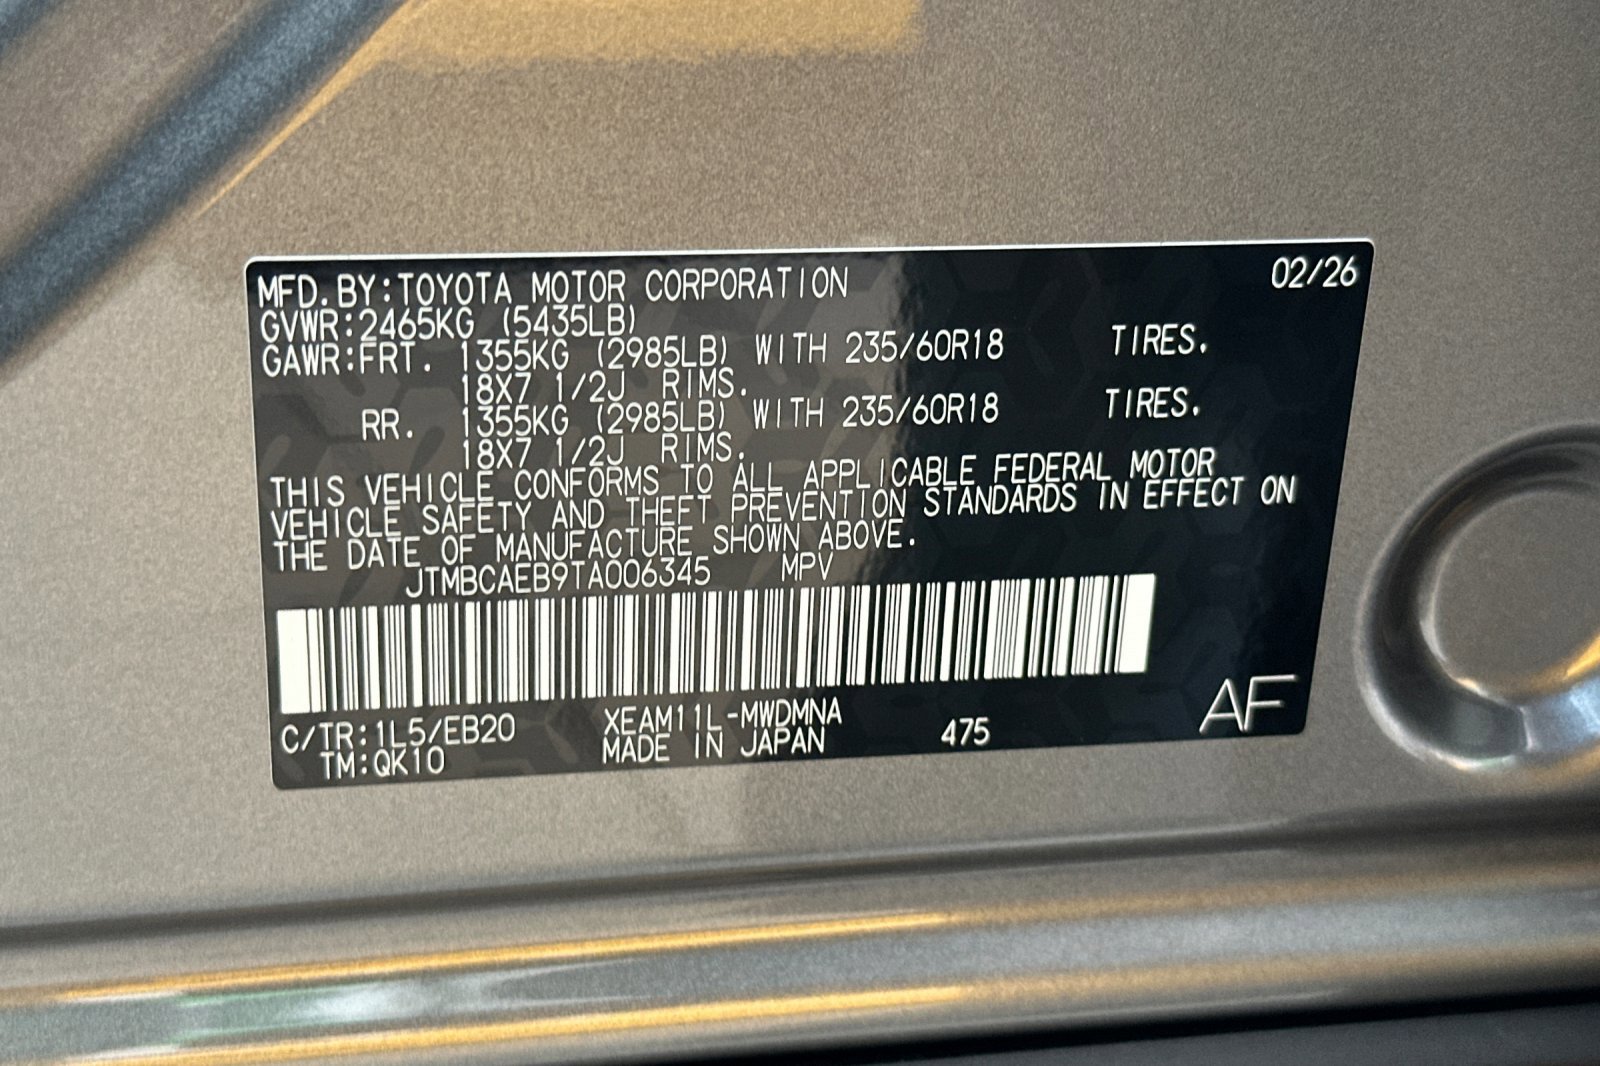 MFD.BY:TOYOTA MOTOR CORPORATION 02/26
GVWR:2465KG (5435LB)
GAWR:FRT. 1355KG (2985LB) WITH 235/60R18 TIRES.
18X7 1/2J RIMS.
RR. 1355KG (2985LB) WITH 235/60R18 TIRES.
18X7 1/2J RIMS.
THIS VEHICLE CONFORMS TO ALL APPLICABLE FEDERAL MOTOR
VEHICLE SAFETY AND THEFT PREVENTION STANDARDS IN EFFECT ON
THE DATE OF MANUFACTURE SHOWN ABOVE.
JTMBCAEB9TA006345 MPV
C/TR:1L5/EB20 XEAM11L-MWDMNA 475 AF
TM:QK10 MADE IN JAPAN